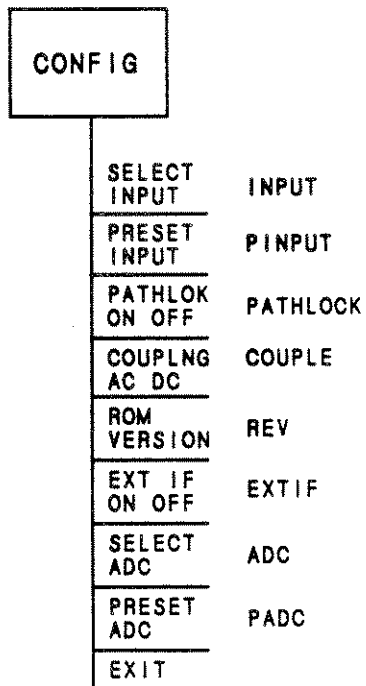 CONFIG
SELECT
INPUT
INPUT
PRESET
INPUT
PINPUT
PATHLOK
ON OFF
PATHLOCK
COUPLNG
AC DC
COUPLE
ROM
VERSION
REV
EXT IF
ON OFF
EXTIF
SELECT
ADC
ADC
PRESET
ADC
PADC
EXIT